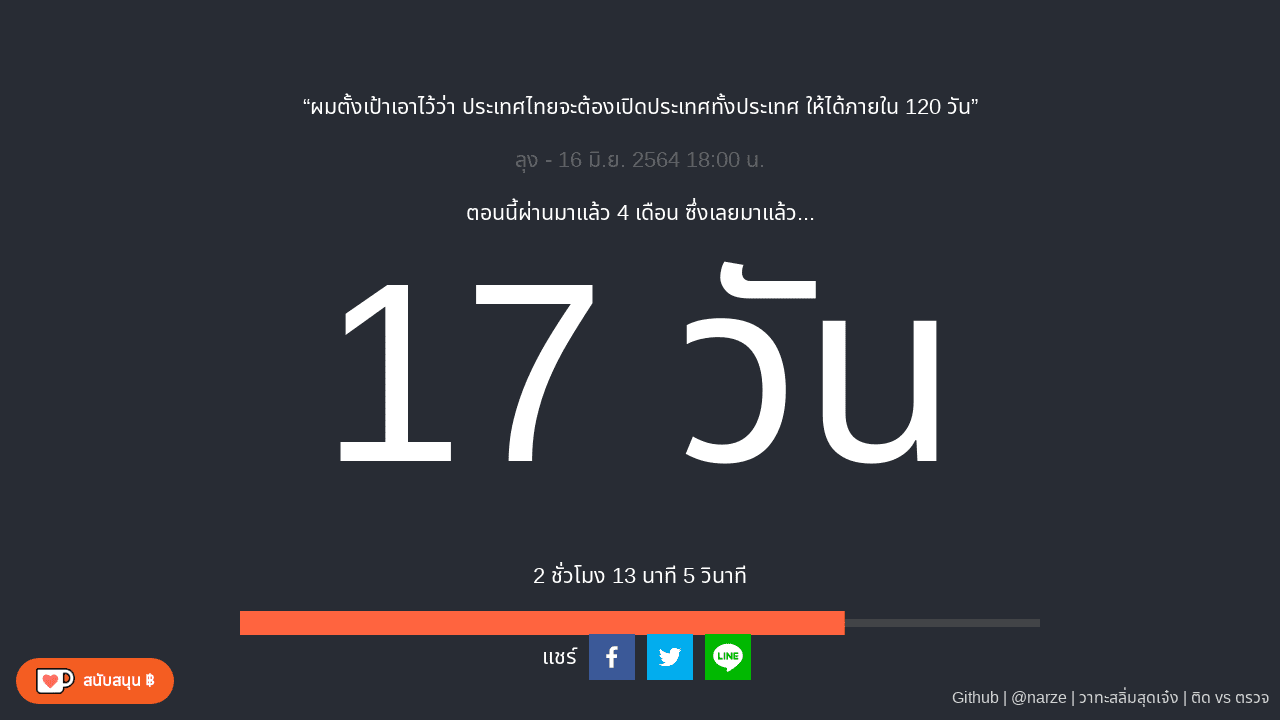 “ผมตั้งเป้าเอาไว้ว่า ประเทศไทยจะต้องเปิดประเทศทั้งประเทศ ให้ได้ภายใน 120 วัน”
ลุง - 16 มิ.ย. 2564 18:00 น.
ตอนนี้ผ่านมาแล้ว 4 เดือน ซึ่งเลยมาแล้ว...
17 วัน
2 ชั่วโมง 13 นาที 5 วินาที
แชร์
LINE
สนับสนุน ฿
Github | @narze | วาทะสลิ่มสุดเจ๋ง | ติด vs ตรวจ